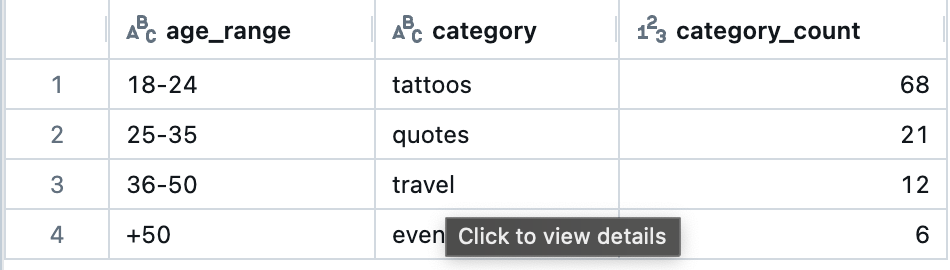 age_range category category_count
1 18-24 tattoos 68
2 25-35 quotes 21
3 36-50 travel 12
4 +50 6
Click to view details